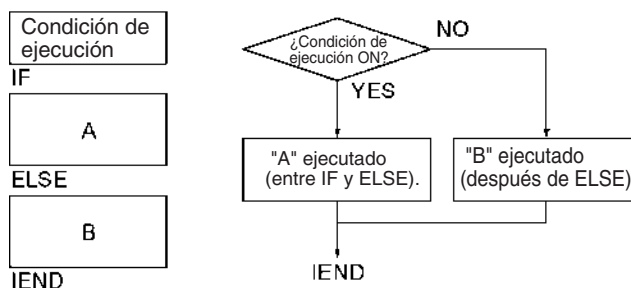 Condición de
ejecución
IF
A
ELSE
B
IEND
¿Condición de
ejecución ON?
NO
YES
"A" ejecutado
(entre IF y ELSE).
"B" ejecutado
(después de ELSE)
IEND